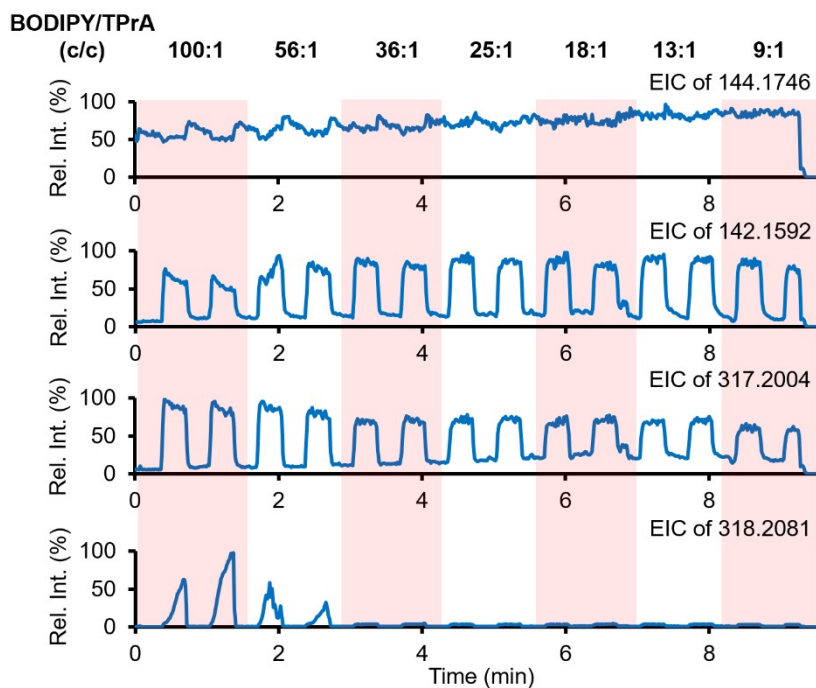 BODIPY/TPrA
(c/c) 100:1 56:1 36:1 25:1 18:1 13:1 9:1
EIC of 144.1746
Rel. Int. (%)
100
50
0
0 2 4 6 8
EIC of 142.1592
Rel. Int. (%)
100
50
0
0 2 4 6 8
EIC of 317.2004
Rel. Int. (%)
100
50
0
0 2 4 6 8
EIC of 318.2081
Rel. Int. (%)
100
50
0
0 2 4 6 8
Time (min)